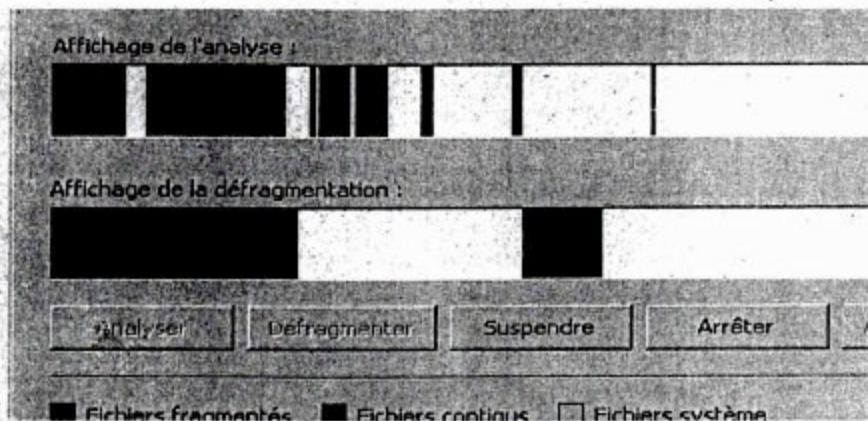 Affichage de l'analyse :
Affichage de la défragmentation :
Analyser Défragmenter Suspendre Arrêter
Fichiers fragmentés Fichiers contigus Fichiers système